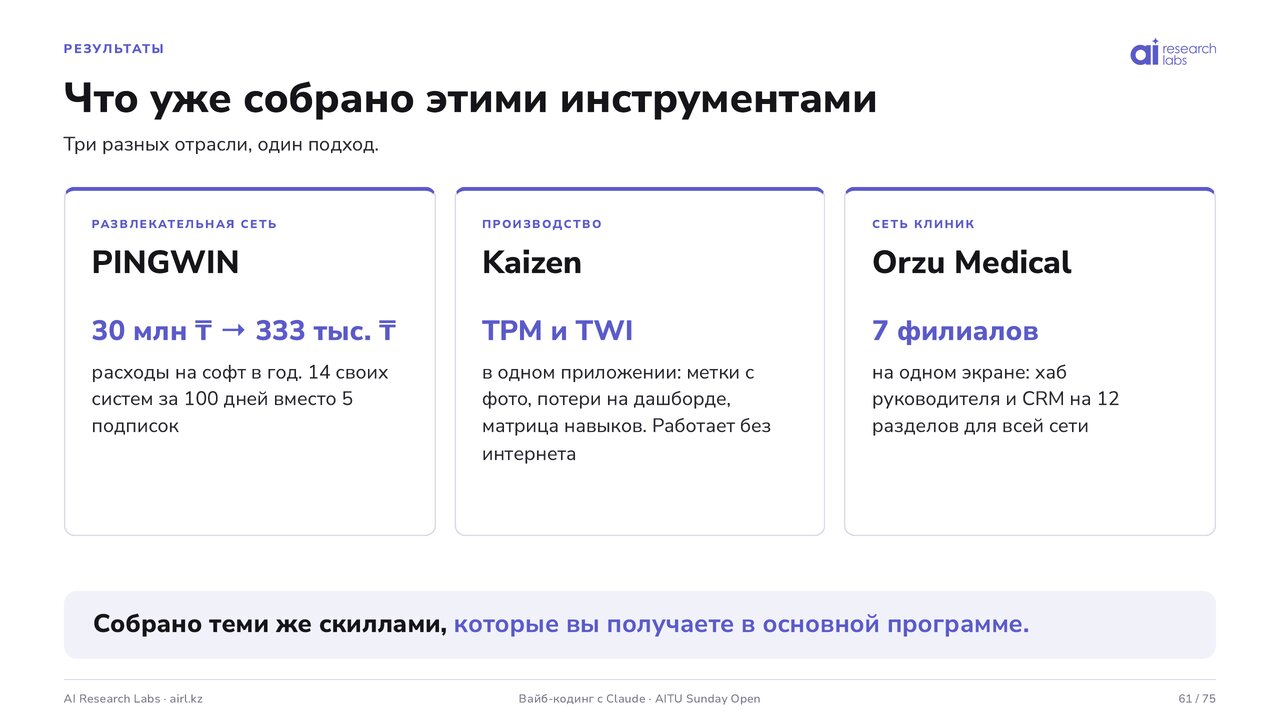 РЕЗУЛЬТАТЫ
ai research labs
Что уже собрано этими инструментами
Три разных отрасли, один подход.
РАЗВЛЕКАТЕЛЬНАЯ СЕТЬ
PINGWIN
30 млн ₸ → 333 тыс. ₸
расходы на софт в год. 14 своих
систем за 100 дней вместо 5
подписок
ПРОИЗВОДСТВО
Kaizen
TPM и TWI
в одном приложении: метки с
фото, потери на дашборде,
матрица навыков. Работает без
интернета
СЕТЬ КЛИНИК
Orzu Medical
7 филиалов
на одном экране: хаб
руководителя и CRM на 12
разделов для всей сети
Собрано теми же скиллами, которые вы получаете в основной программе.
AI Research Labs · airl.kz
Вайб-кодинг с Claude · AITU Sunday Open
61 / 75